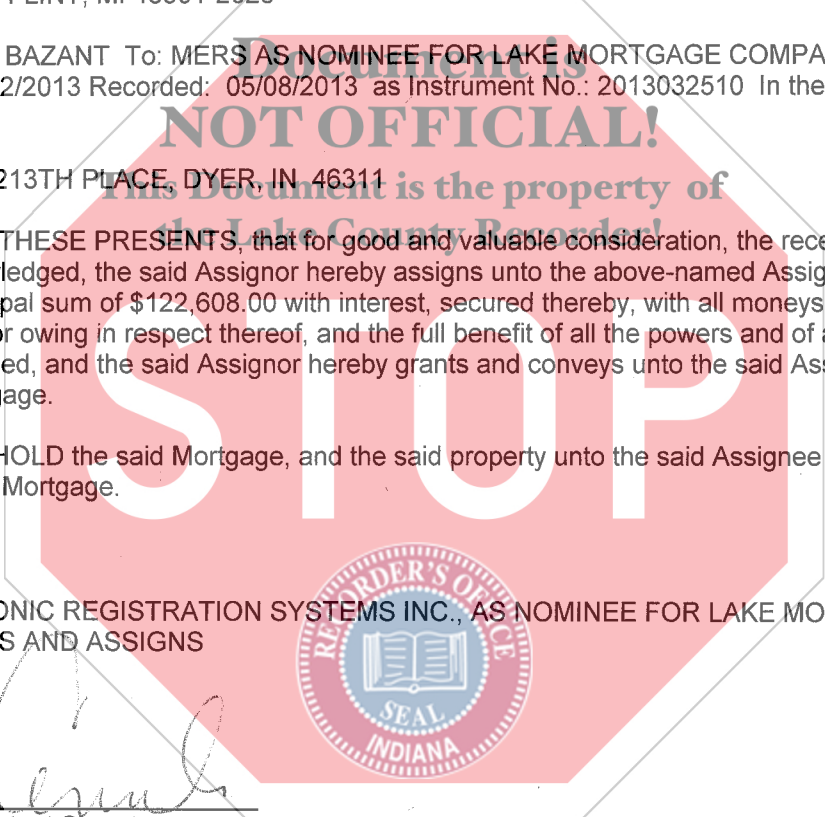 BAZANT To: MERS AS NOMINEE FOR LAKE MORTGAGE COMPA
2/2013 Recorded: 05/08/2013 as Instrument No.: 2013032510 In the
Document is
NOT OFFICIAL!
213TH PLACE, DYER, IN 46311
This Document is the property of
the Lake County Recorder!
THESE PRESENTS, that for good and valuable consideration, the rece
ledged, the said Assignor hereby assigns unto the above-named Assig
pal sum of $122,608.00 with interest, secured thereby, with all moneys
or owing in respect thereof, and the full benefit of all the powers and of a
ed, and the said Assignor hereby grants and conveys unto the said Ass
age.
STOP
HOLD the said Mortgage, and the said property unto the said Assignee
Mortgage.
ONIC REGISTRATION SYSTEMS INC., AS NOMINEE FOR LAKE MO
S AND ASSIGNS
RECORDER'S OFFICE
SEAL
INDIANA